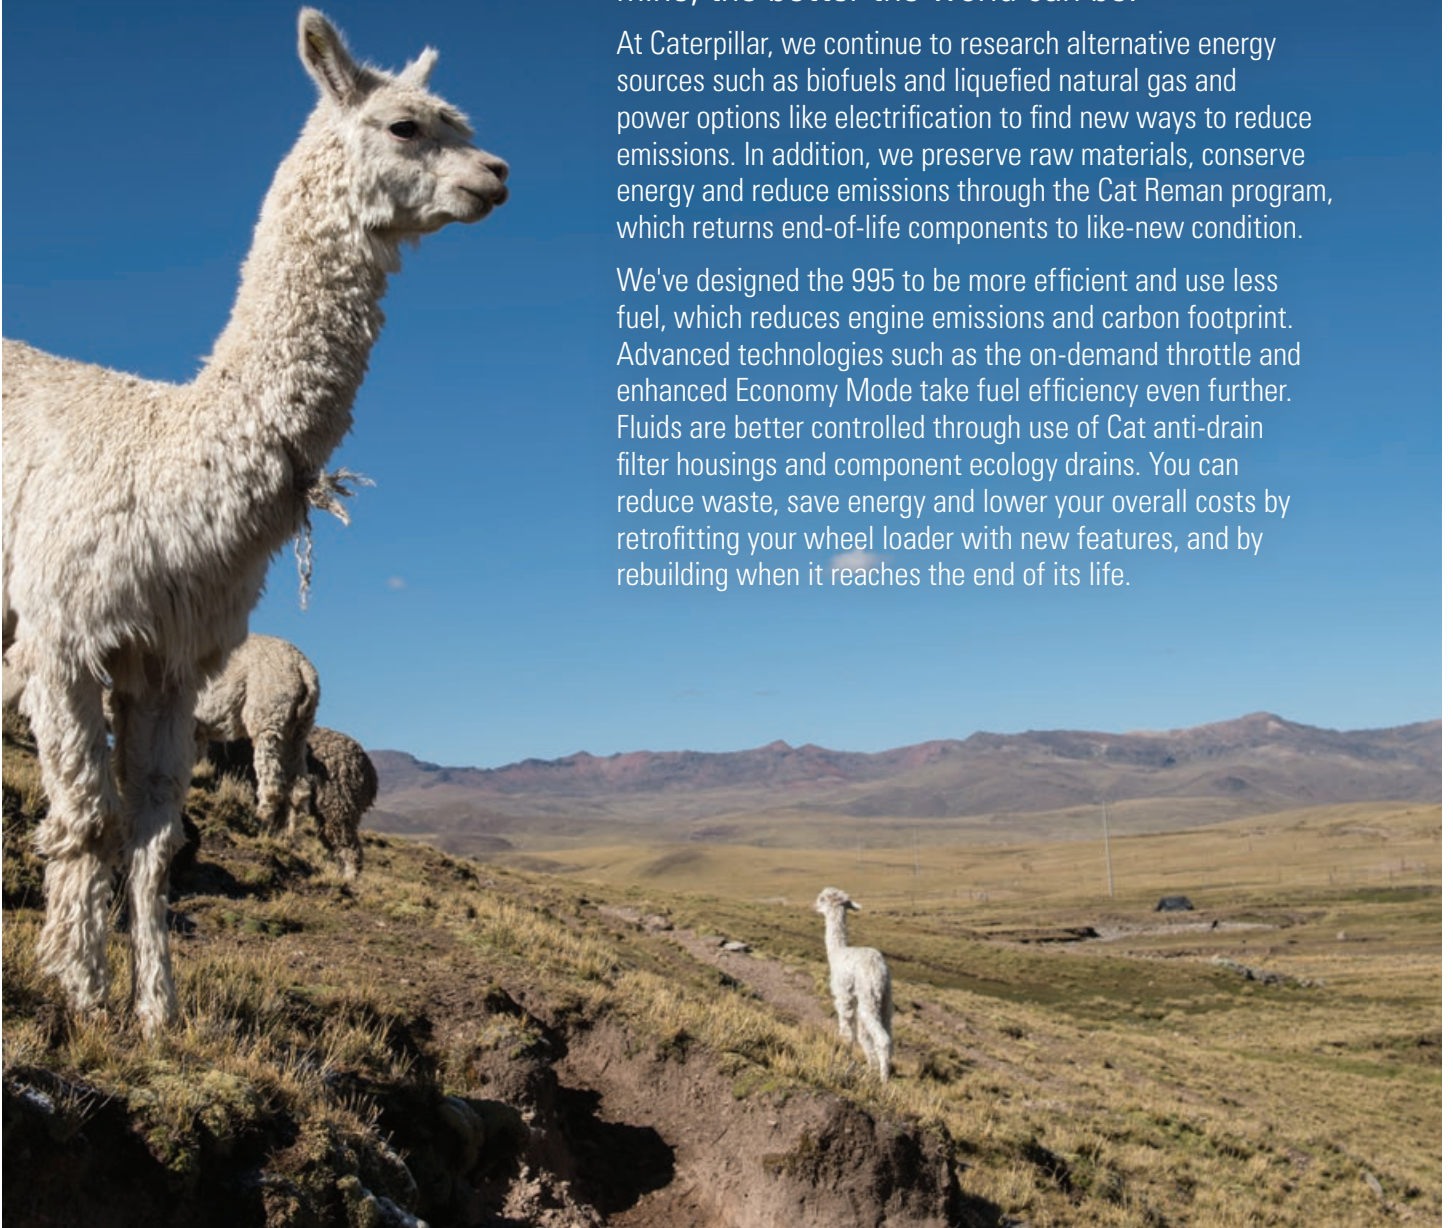 mine, the better the world can be.
At Caterpillar, we continue to research alternative energy
sources such as biofuels and liquefied natural gas and
power options like electrification to find new ways to reduce
emissions. In addition, we preserve raw materials, conserve
energy and reduce emissions through the Cat Reman program,
which returns end-of-life components to like-new condition.
We've designed the 995 to be more efficient and use less
fuel, which reduces engine emissions and carbon footprint.
Advanced technologies such as the on-demand throttle and
enhanced Economy Mode take fuel efficiency even further.
Fluids are better controlled through use of Cat anti-drain
filter housings and component ecology drains. You can
reduce waste, save energy and lower your overall costs by
retrofitting your wheel loader with new features, and by
rebuilding when it reaches the end of its life.